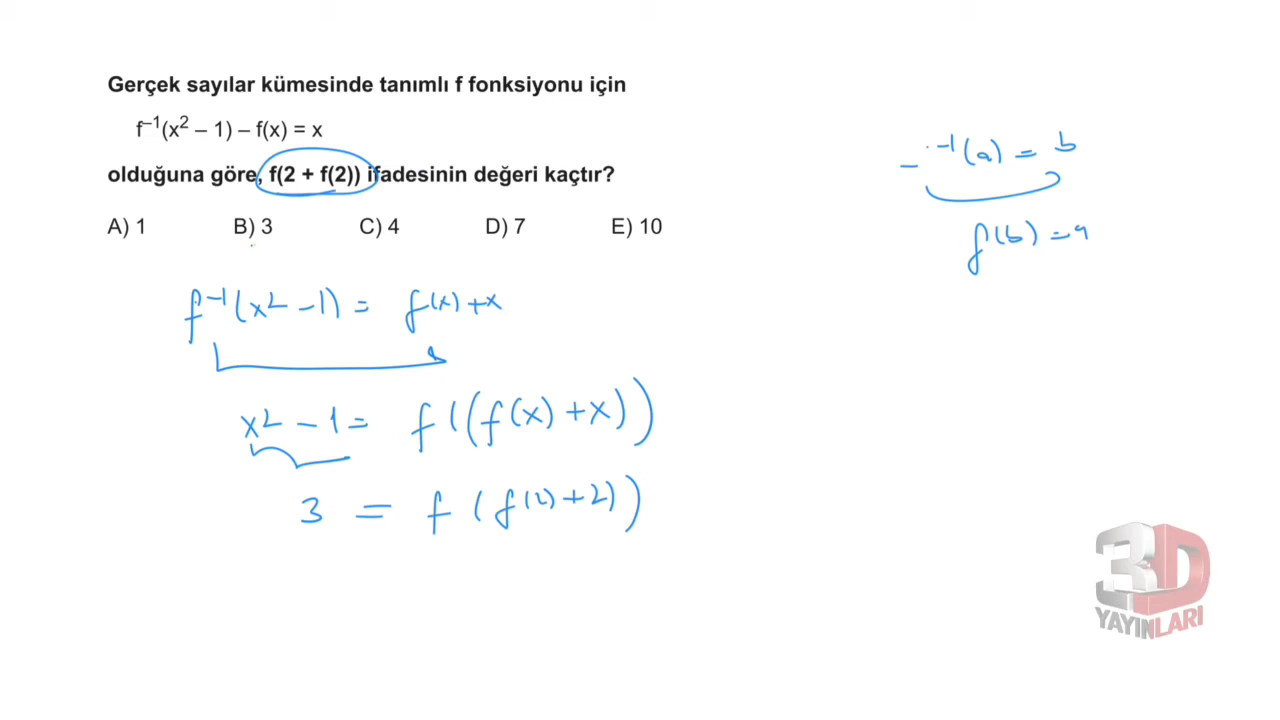 Gerçek sayılar kümesinde tanımlı f fonksiyonu için
f⁻¹(x² – 1) – f(x) = x
olduğuna göre, f(2 + f(2)) ifadesinin değeri kaçtır?
A) 1 B) 3 C) 4 D) 7 E) 10
f⁻¹(x² – 1) = f(x) + x
x² – 1 = f((f(x) + x))
3 = f(f(2) + 2))
⁻¹(a) = b
f(b) = a
3D
YAYINLARI